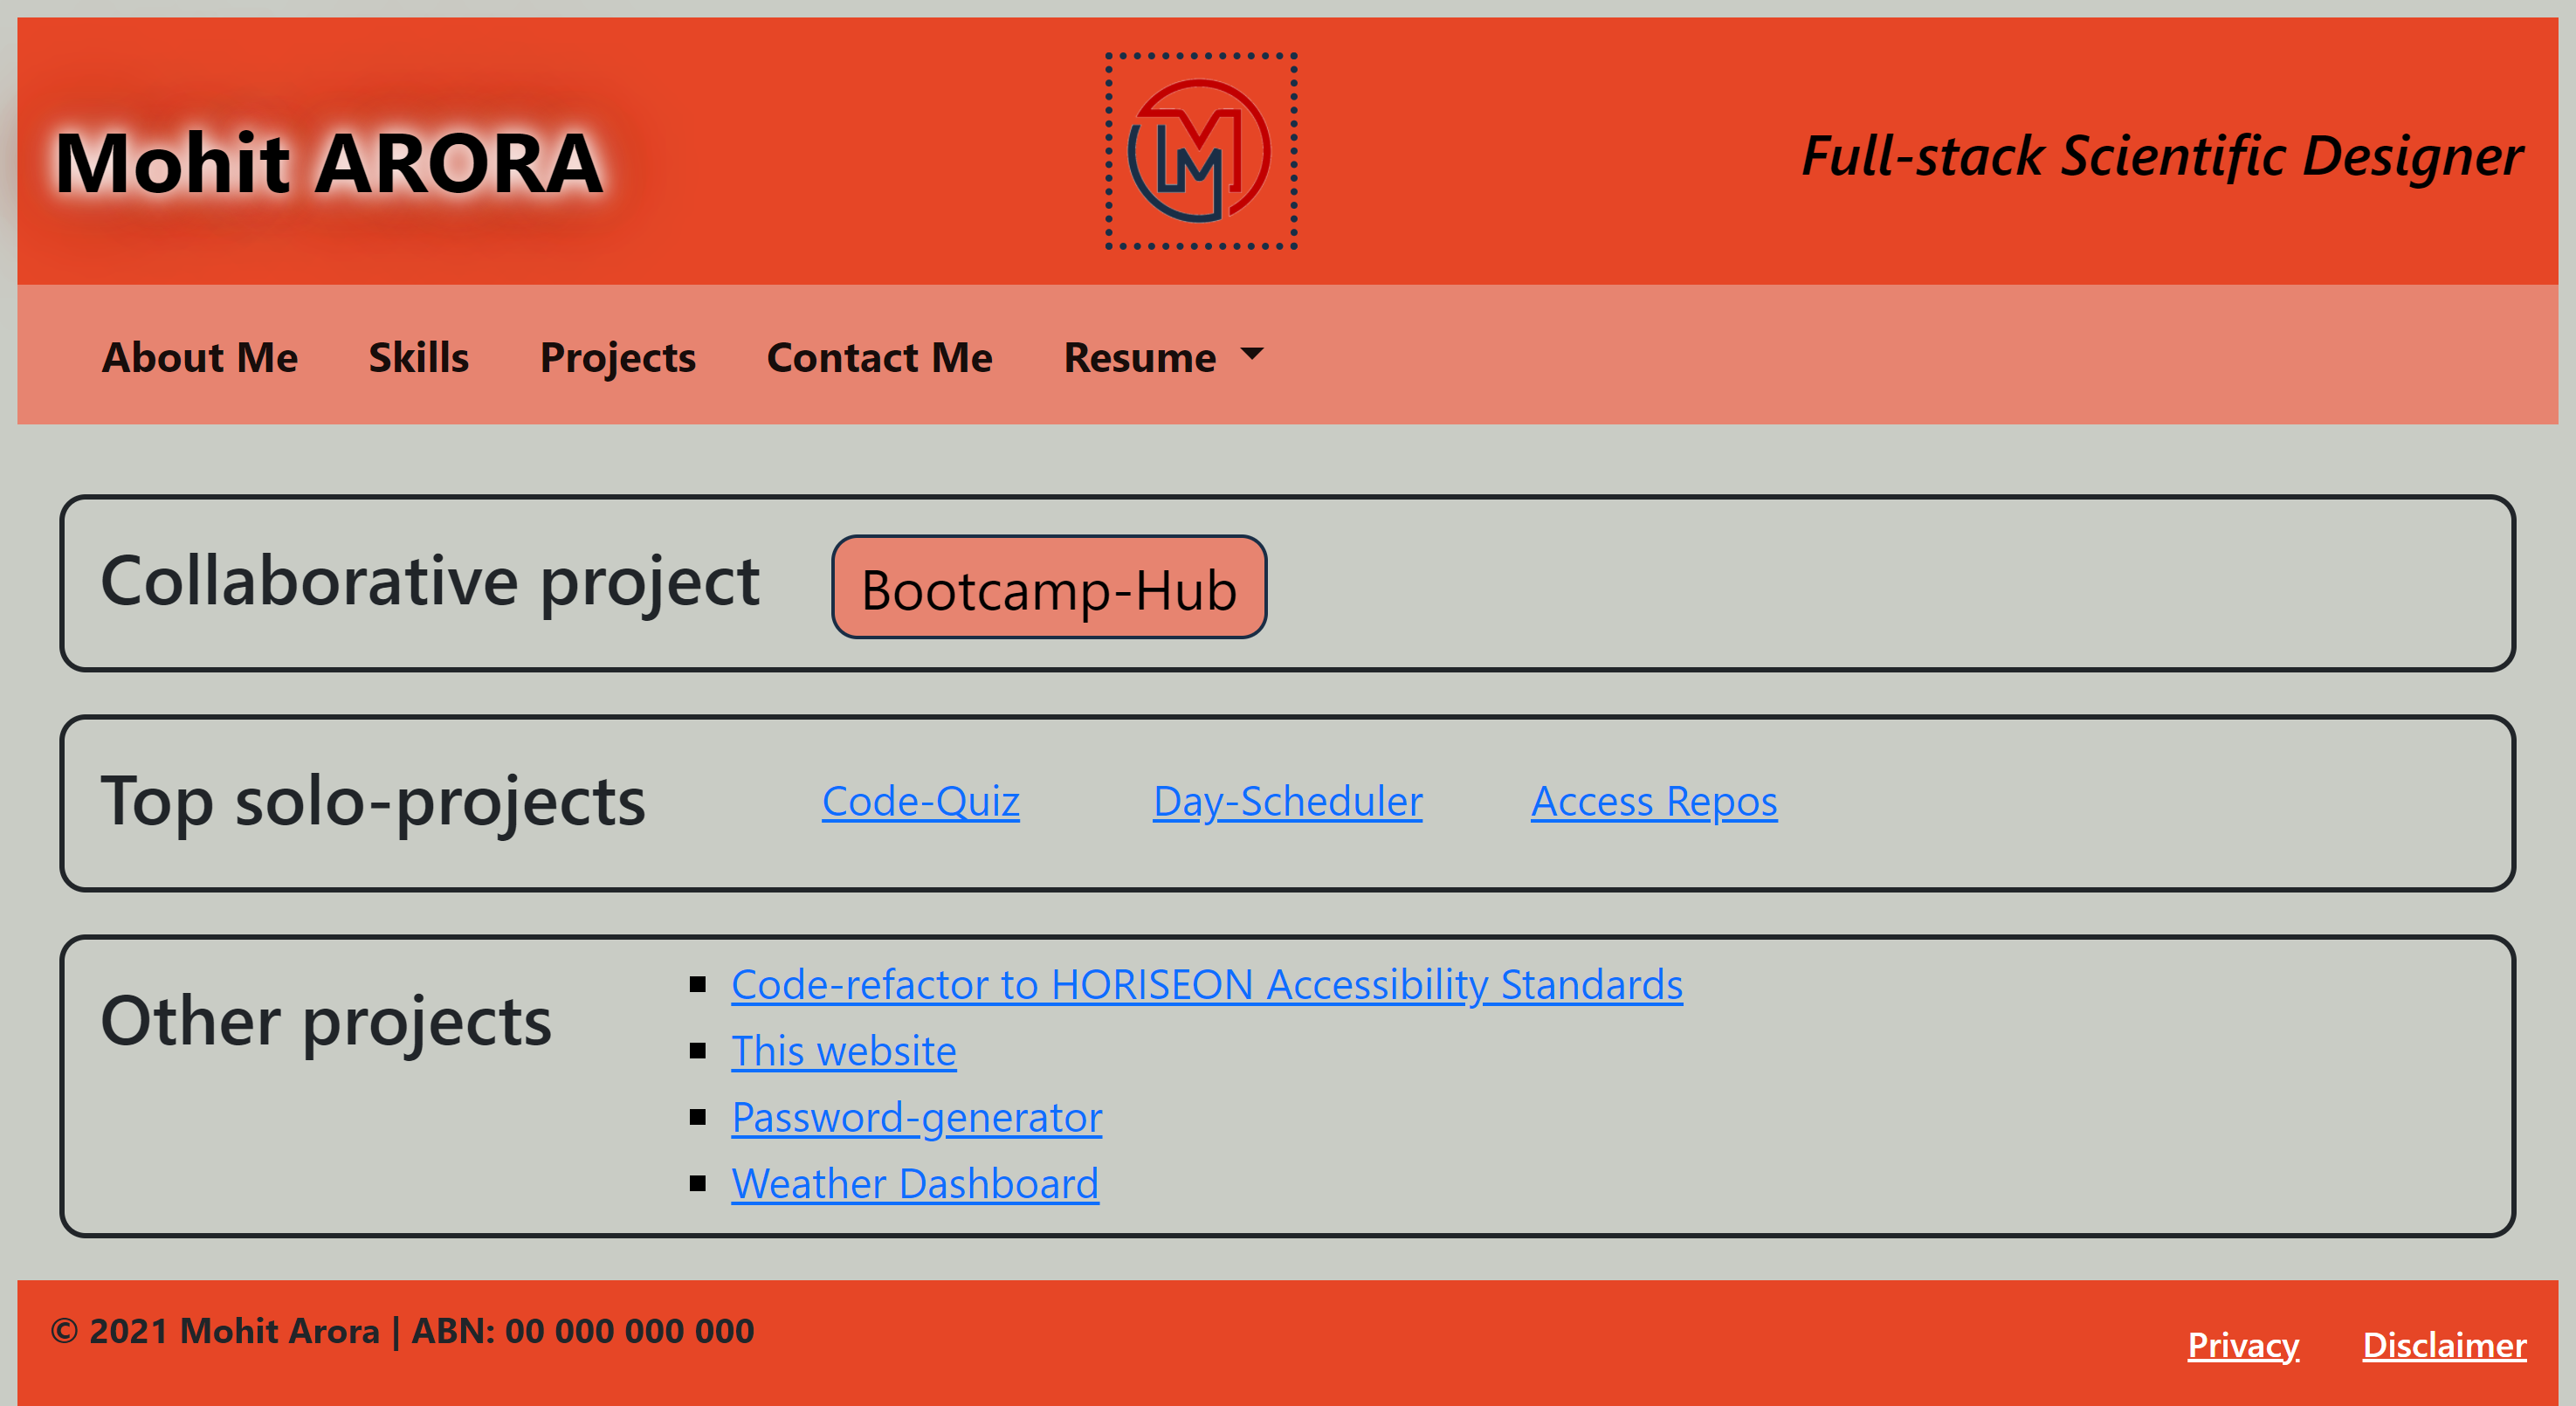 Mohit ARORA
Full-stack Scientific Designer
About Me Skills Projects Contact Me Resume
Collaborative project Bootcamp-Hub
Top solo-projects Code-Quiz Day-Scheduler Access Repos
Other projects
Code-refactor to HORISEON Accessibility Standards
This website
Password-generator
Weather Dashboard
© 2021 Mohit Arora | ABN: 00 000 000 000
Privacy Disclaimer